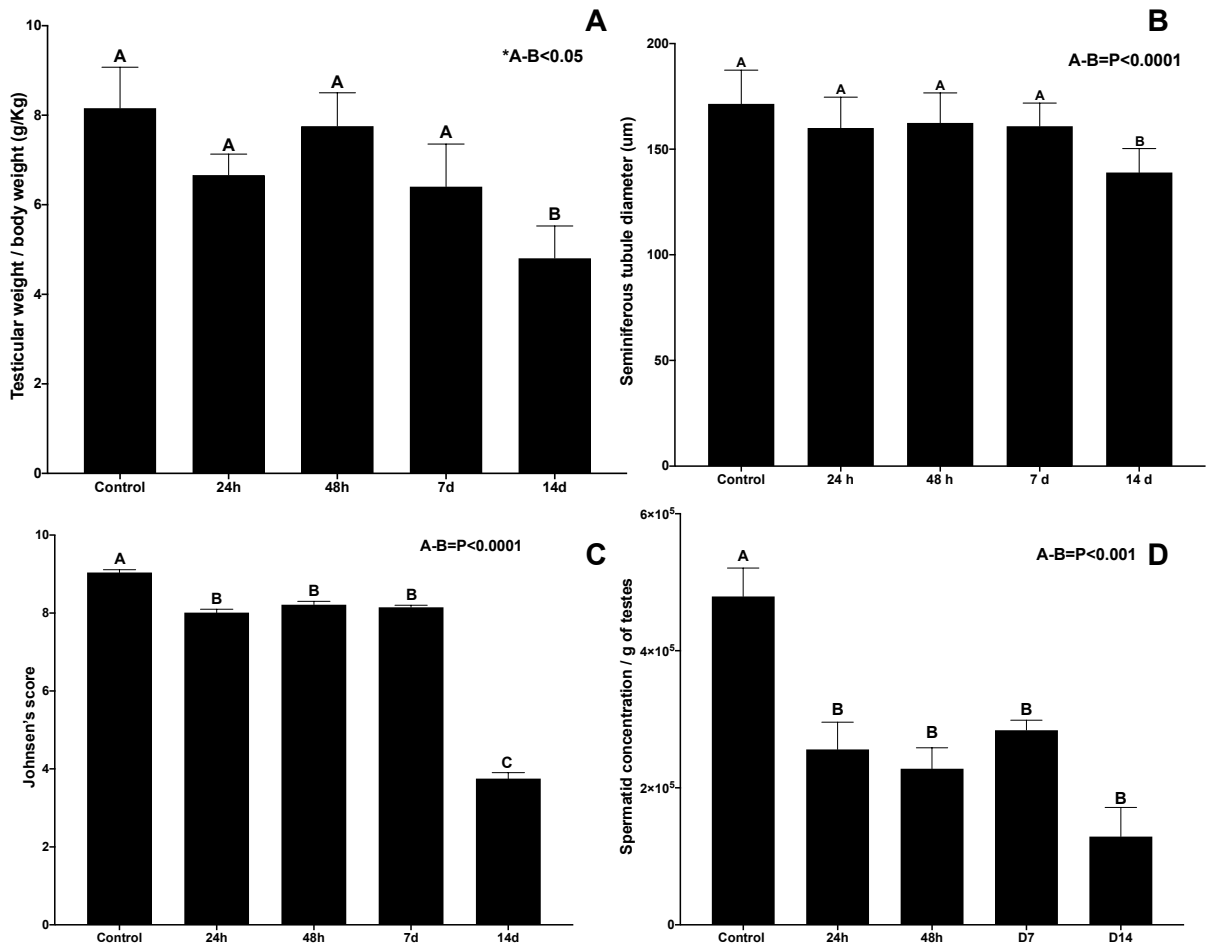 A
*A-B<0.05
Testicular weight / body weight (g/Kg)
10
8
6
4
2
0
A
A
A
A
B
Control 24h 48h 7d 14d
B
A-B=P<0.0001
Seminiferous tubule diameter (um)
200
150
100
50
0
A
A
A
A
B
Control 24 h 48 h 7 d 14 d
C
A-B=P<0.0001
Johnsen's score
10
8
6
4
2
0
A
B
B
B
C
Control 24h 48h 7d 14d
D
A-B=P<0.001
Spermatid concentration / g of testes
6×10⁵
4×10⁵
2×10⁵
0
A
B
B
B
B
Control 24h 48h D7 D14